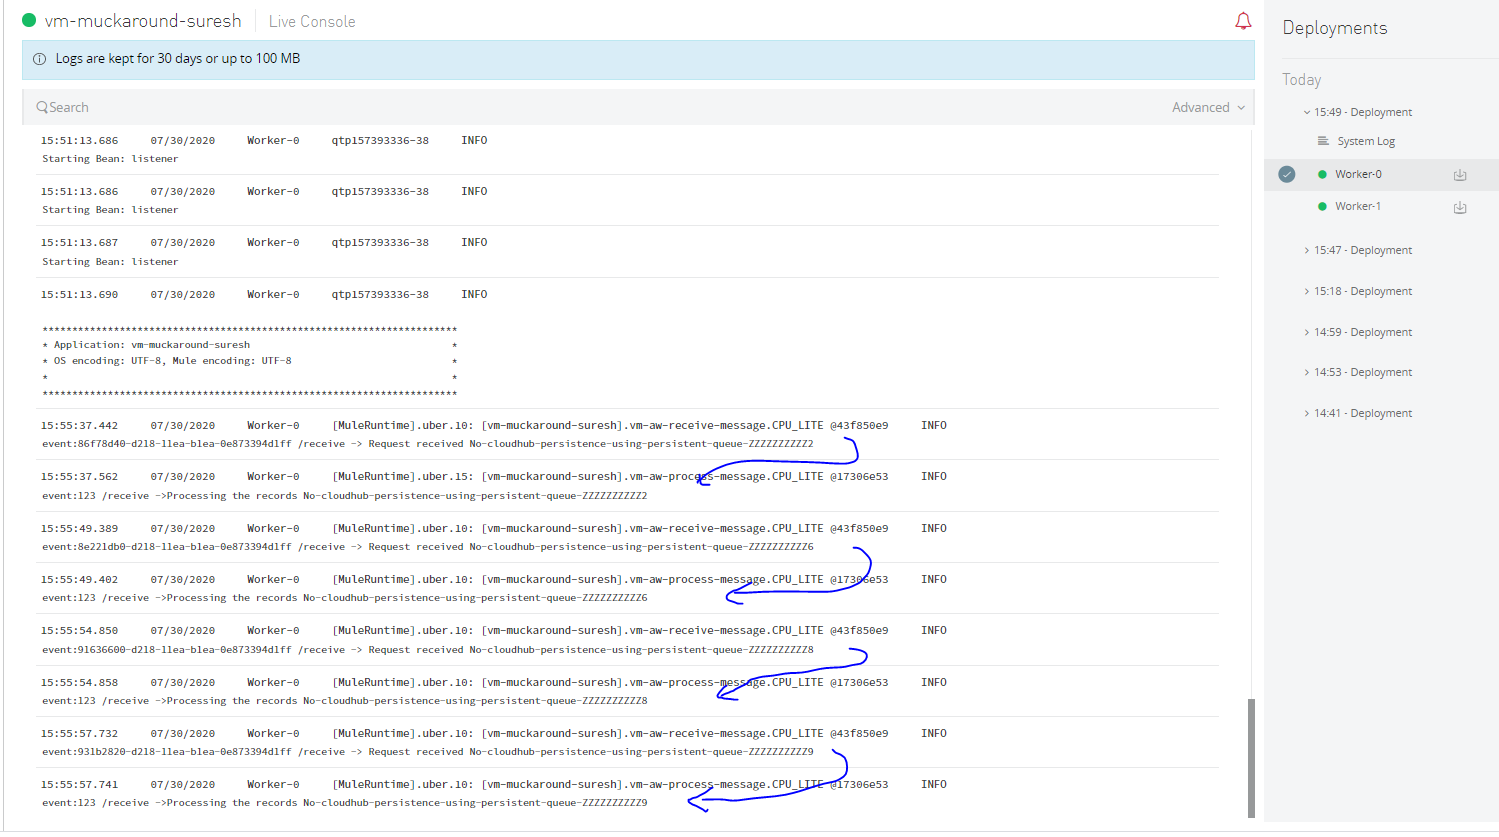 vm-muckaround-suresh Live Console
Logs are kept for 30 days or up to 100 MB
Search Advanced
15:51:13.686 07/30/2020 Worker-0 qtp157393336-38 INFO
Starting Bean: listener
15:51:13.686 07/30/2020 Worker-0 qtp157393336-38 INFO
Starting Bean: listener
15:51:13.687 07/30/2020 Worker-0 qtp157393336-38 INFO
Starting Bean: listener
15:51:13.690 07/30/2020 Worker-0 qtp157393336-38 INFO
**********************************************************************
* Application: vm-muckaround-suresh *
* OS encoding: UTF-8, Mule encoding: UTF-8 *
* *
**********************************************************************
15:55:37.442 07/30/2020 Worker-0 [MuleRuntime].uber.10: [vm-muckaround-suresh].vm-aw-receive-message.CPU_LITE @43f850e9 INFO
event:86f78d40-d218-11ea-b1ea-0e873394d1ff /receive -> Request received No-cloudhub-persistence-using-persistent-queue-ZZZZZZZZZZ2
15:55:37.562 07/30/2020 Worker-0 [MuleRuntime].uber.15: [vm-muckaround-suresh].vm-aw-process-message.CPU_LITE @17306e53 INFO
event:123 /receive ->Processing the records No-cloudhub-persistence-using-persistent-queue-ZZZZZZZZZZ2
15:55:49.389 07/30/2020 Worker-0 [MuleRuntime].uber.10: [vm-muckaround-suresh].vm-aw-receive-message.CPU_LITE @43f850e9 INFO
event:8e221db0-d218-11ea-b1ea-0e873394d1ff /receive -> Request received No-cloudhub-persistence-using-persistent-queue-ZZZZZZZZZZ6
15:55:49.402 07/30/2020 Worker-0 [MuleRuntime].uber.10: [vm-muckaround-suresh].vm-aw-process-message.CPU_LITE @17306e53 INFO
event:123 /receive ->Processing the records No-cloudhub-persistence-using-persistent-queue-ZZZZZZZZZZ6
15:55:54.850 07/30/2020 Worker-0 [MuleRuntime].uber.10: [vm-muckaround-suresh].vm-aw-receive-message.CPU_LITE @43f850e9 INFO
event:91636600-d218-11ea-b1ea-0e873394d1ff /receive -> Request received No-cloudhub-persistence-using-persistent-queue-ZZZZZZZZZZ8
15:55:54.858 07/30/2020 Worker-0 [MuleRuntime].uber.10: [vm-muckaround-suresh].vm-aw-process-message.CPU_LITE @17306e53 INFO
event:123 /receive ->Processing the records No-cloudhub-persistence-using-persistent-queue-ZZZZZZZZZZ8
15:55:57.732 07/30/2020 Worker-0 [MuleRuntime].uber.10: [vm-muckaround-suresh].vm-aw-receive-message.CPU_LITE @43f850e9 INFO
event:931b2820-d218-11ea-b1ea-0e873394d1ff /receive -> Request received No-cloudhub-persistence-using-persistent-queue-ZZZZZZZZZZ9
15:55:57.741 07/30/2020 Worker-0 [MuleRuntime].uber.10: [vm-muckaround-suresh].vm-aw-process-message.CPU_LITE @17306e53 INFO
event:123 /receive ->Processing the records No-cloudhub-persistence-using-persistent-queue-ZZZZZZZZZZ9
Deployments
Today
15:49 - Deployment
System Log
Worker-0
Worker-1
15:47 - Deployment
15:18 - Deployment
14:59 - Deployment
14:53 - Deployment
14:41 - Deployment